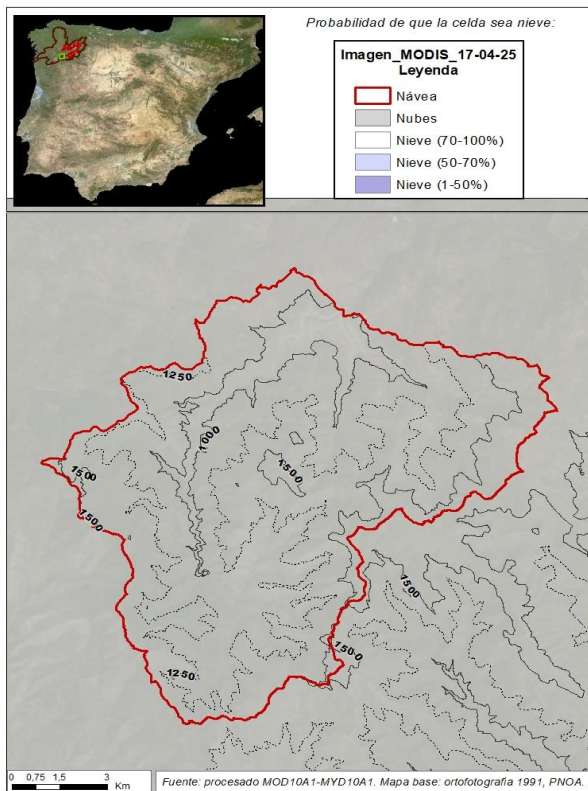 Probabilidad de que la celda sea nieve:
Imagen_MODIS_17-04-25
Leyenda
Návea
Nubes
Nieve (70-100%)
Nieve (50-70%)
Nieve (1-50%)
1250
1000
1500
1500
1500
1500
1500
1250
0 0,75 1,5 3
Km
Fuente: procesado MOD10A1-MYD10A1. Mapa base: ortofotografía 1991, PNOA.